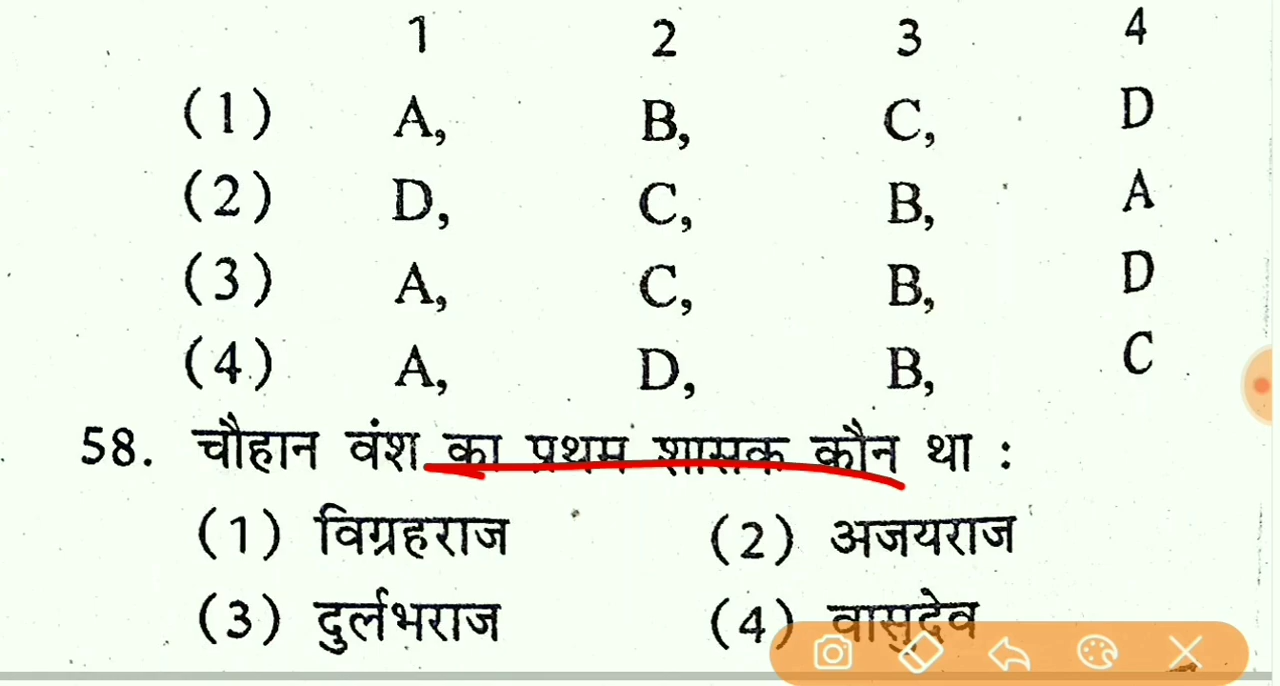 1 2 3 4
(1) A, B, C, D
(2) D, C, B, A
(3) A, C, B, D
(4) A, D, B, C
58. चौहान वंश का प्रथम शासक कौन था :
(1) विग्रहराज (2) अजयराज
(3) दुर्लभराज (4) वासुदेव